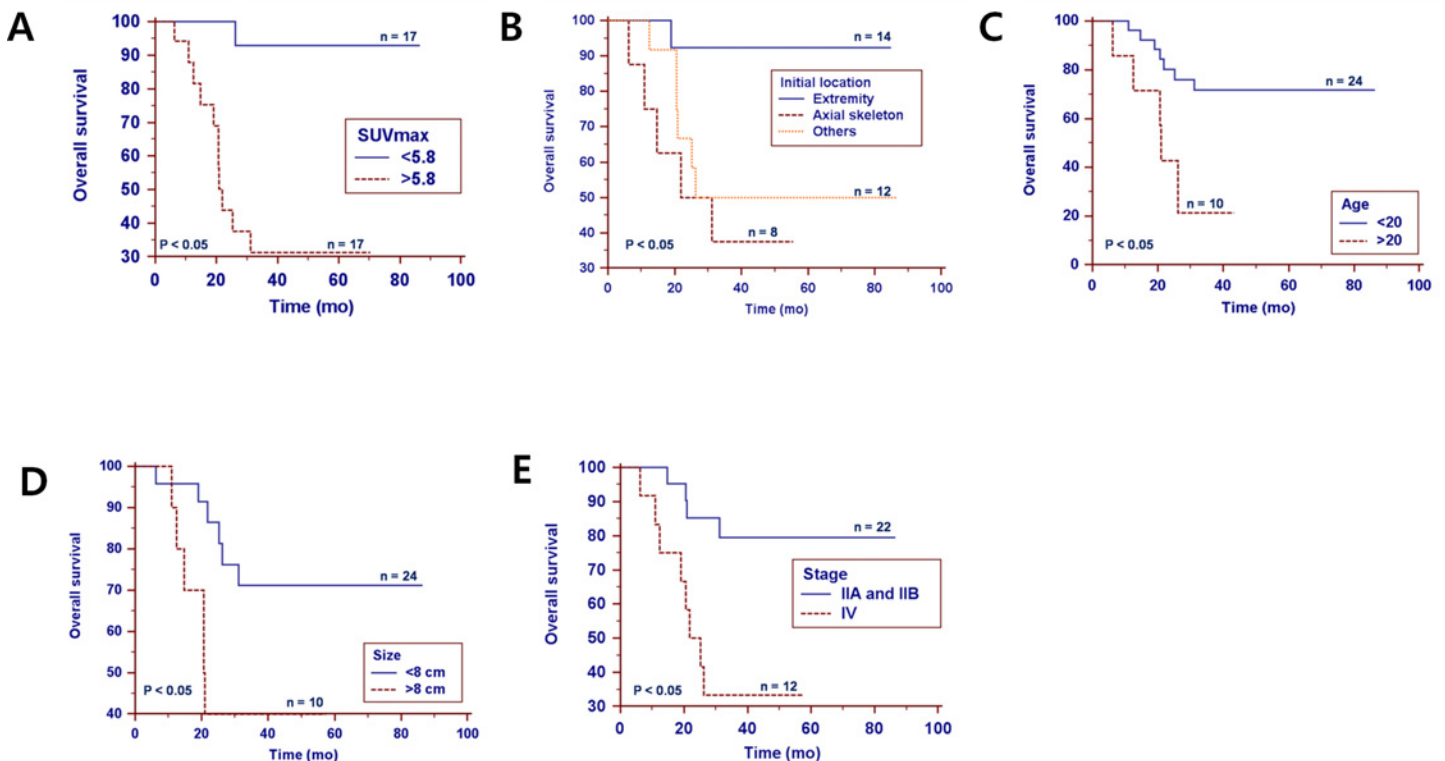 A
Overall survival
100
90
80
70
60
50
40
30
n = 17
SUVmax
<5.8
>5.8
P < 0.05
n = 17
0 20 40 60 80 100
Time (mo)
B
Overall survival
100
90
80
70
60
50
40
30
n = 14
Initial location
Extremity
Axial skeleton
Others
n = 12
P < 0.05
n = 8
0 20 40 60 80 100
Time (mo)
C
Overall survival
100
80
60
40
20
0
n = 24
n = 10
Age
<20
>20
P < 0.05
0 20 40 60 80 100
Time (mo)
D
Overall survival
100
90
80
70
60
50
40
n = 24
Size
<8 cm
>8 cm
P < 0.05
n = 10
0 20 40 60 80 100
Time (mo)
E
Overall survival
100
90
80
70
60
50
40
30
n = 22
Stage
IIA and IIB
IV
P < 0.05
n = 12
0 20 40 60 80 100
Time (mo)